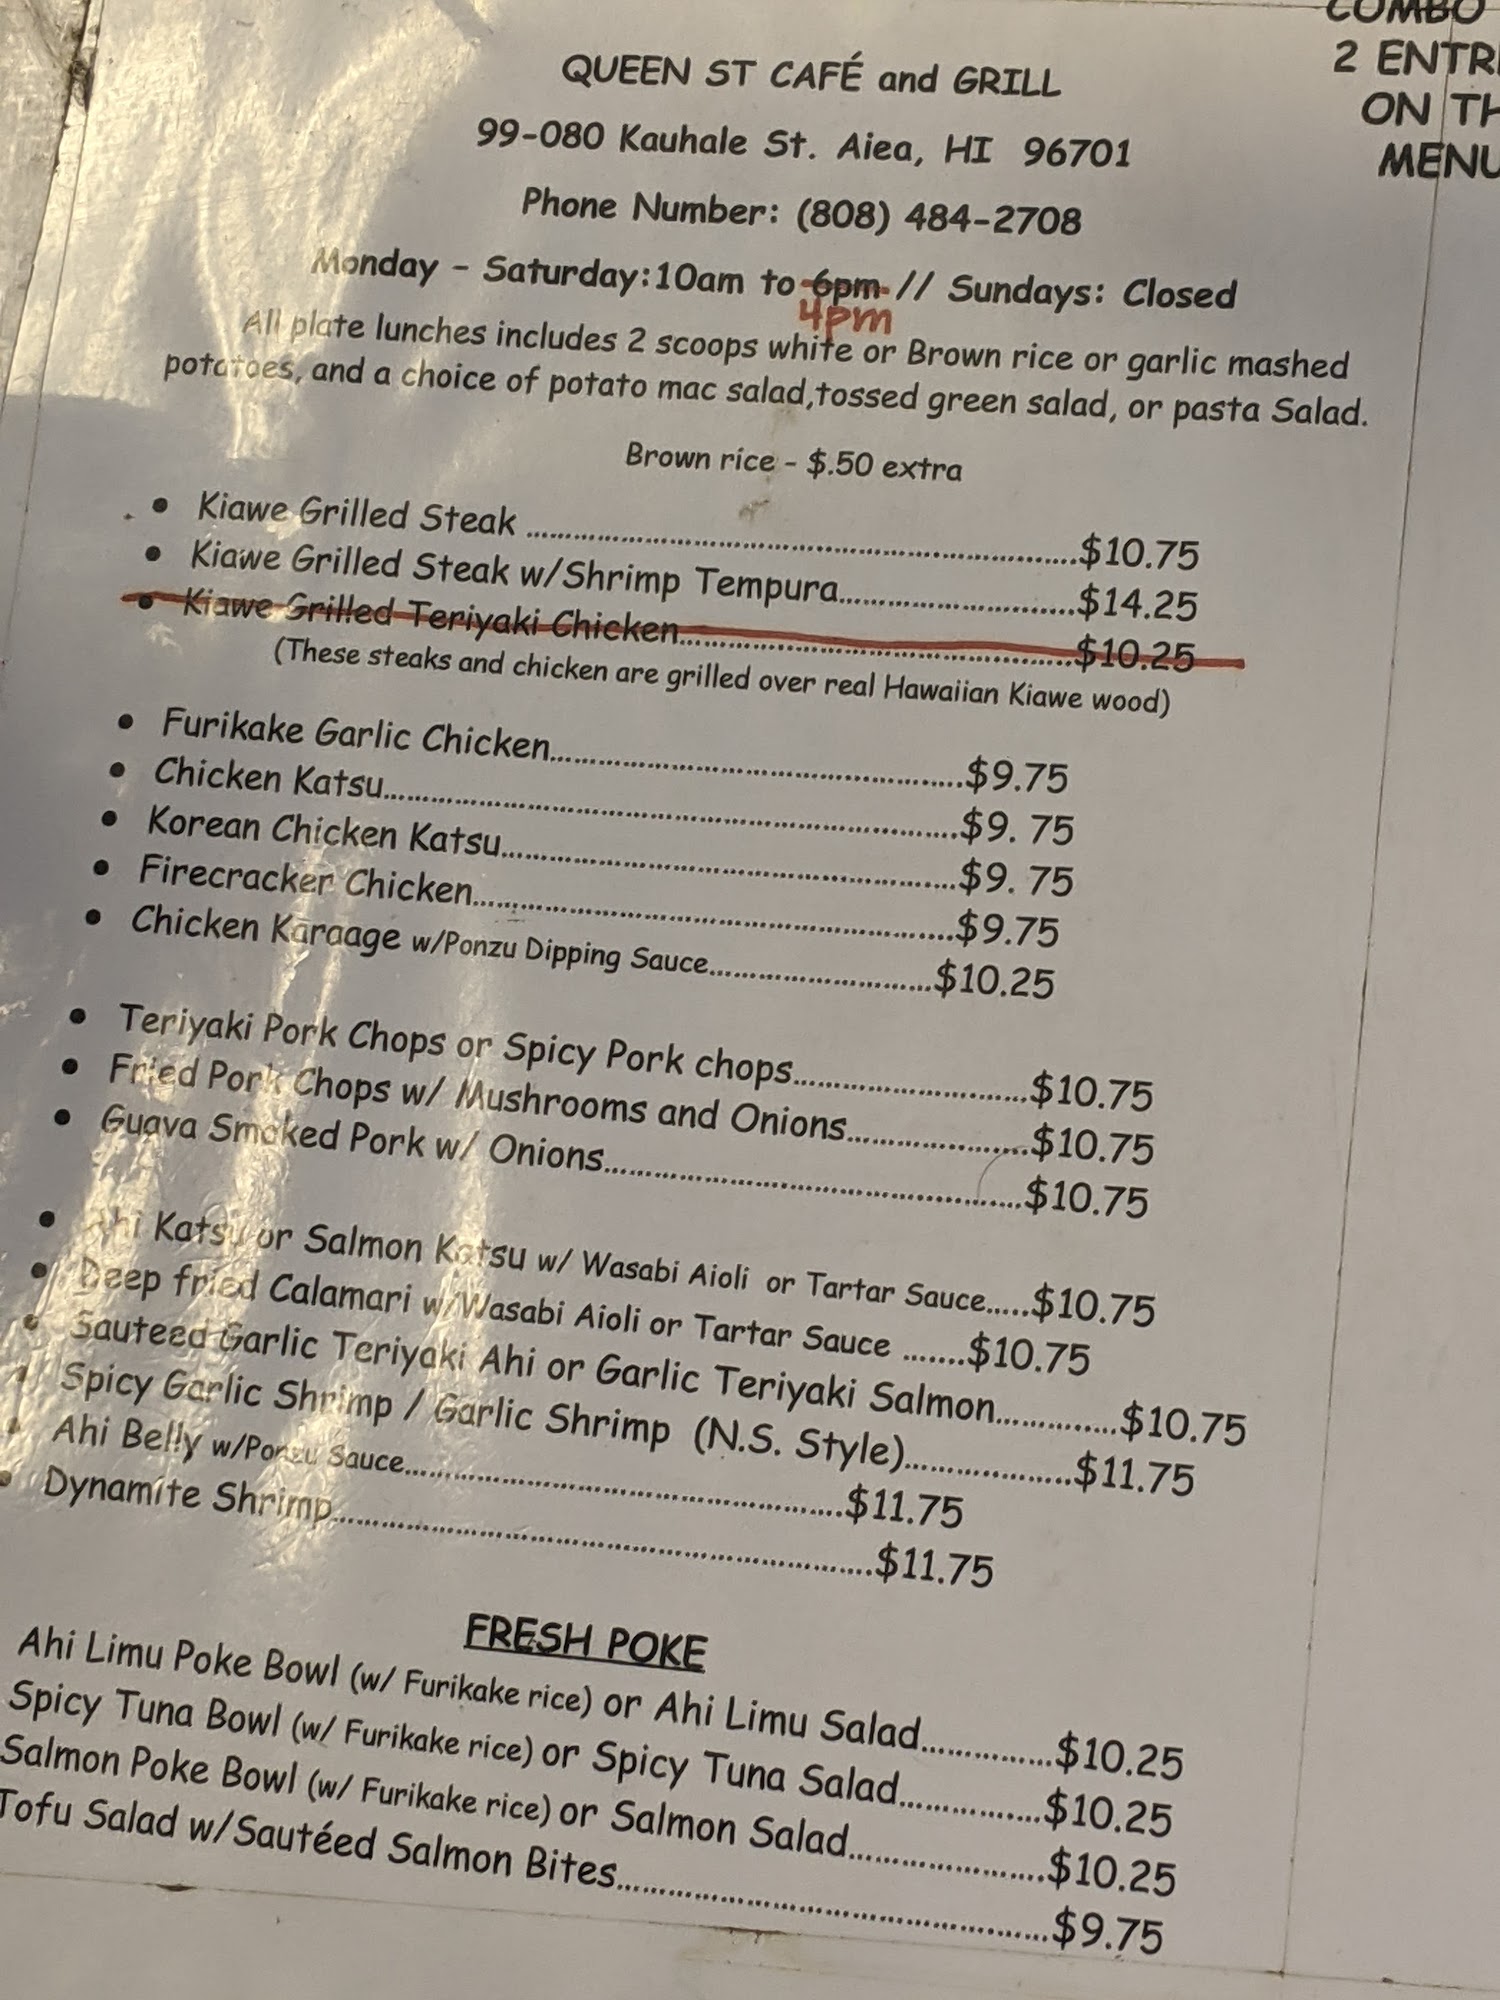 COMBO
2 ENTR
ON TH
MENU
QUEEN ST CAFÉ and GRILL
99-080 Kauhale St. Aiea, HI 96701
Phone Number: (808) 484-2708
Monday - Saturday:10am to 6pm // Sundays: Closed
4pm
All plate lunches includes 2 scoops white or Brown rice or garlic mashed
potatoes, and a choice of potato mac salad,tossed green salad, or pasta Salad.
Brown rice - $.50 extra
• Kiawe Grilled Steak ................$10.75
• Kiawe Grilled Steak w/Shrimp Tempura................$14.25
• Kiawe Grilled Teriyaki Chicken................$10.25
(These steaks and chicken are grilled over real Hawaiian Kiawe wood)
• Furikake Garlic Chicken................$9.75
• Chicken Katsu................$9. 75
• Korean Chicken Katsu................$9. 75
• Firecracker Chicken................$9.75
• Chicken Karaage w/Ponzu Dipping Sauce................$10.25
• Teriyaki Pork Chops or Spicy Pork chops................$10.75
• Fried Pork Chops w/ Mushrooms and Onions................$10.75
• Guava Smoked Pork w/ Onions................$10.75
• Ahi Katsu or Salmon Katsu w/ Wasabi Aioli or Tartar Sauce.....$10.75
• Deep fried Calamari w/Wasabi Aioli or Tartar Sauce .......$10.75
• Sauteed Garlic Teriyaki Ahi or Garlic Teriyaki Salmon..............$10.75
• Spicy Garlic Shrimp / Garlic Shrimp (N.S. Style)................$11.75
• Ahi Belly w/Ponzu Sauce................$11.75
• Dynamite Shrimp................$11.75
FRESH POKE
Ahi Limu Poke Bowl (w/ Furikake rice) or Ahi Limu Salad................$10.25
Spicy Tuna Bowl (w/ Furikake rice) or Spicy Tuna Salad................$10.25
Salmon Poke Bowl (w/ Furikake rice) or Salmon Salad................$10.25
Tofu Salad w/Sautéed Salmon Bites................$9.75